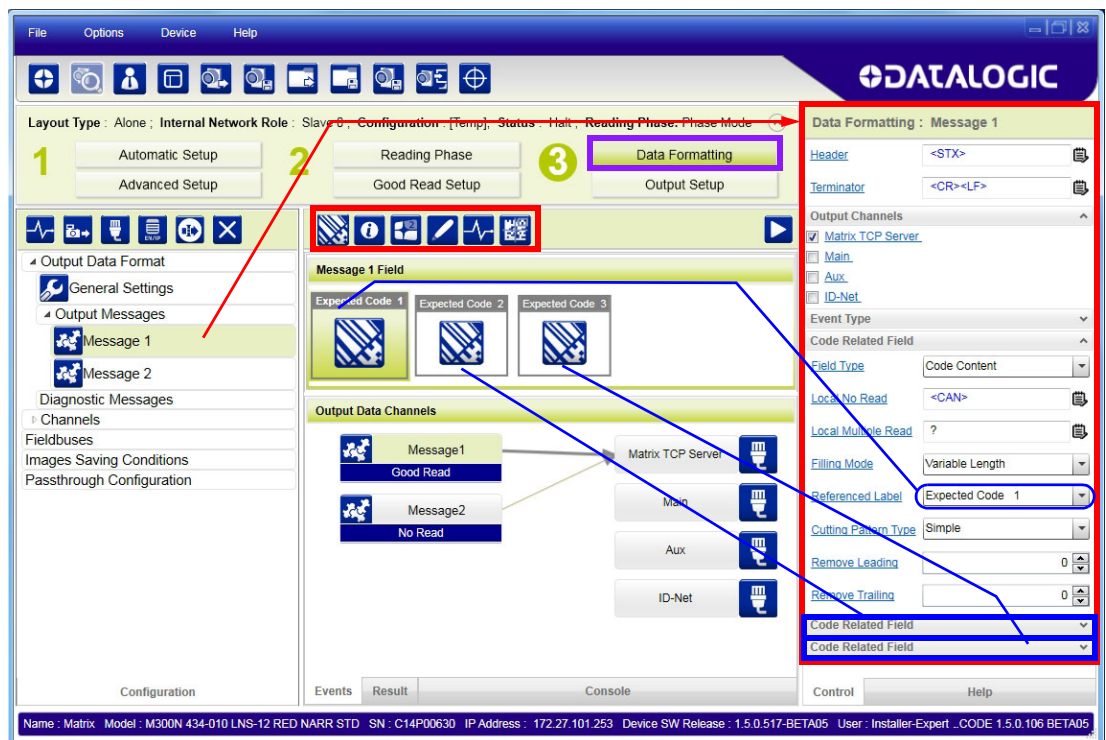 File Options Device Help
DATALOGIC
Layout Type : Alone ; Internal Network Role : Slave 0 ; Configuration : [Temp]; Status : Halt ; Reading Phase: Phase Mode
1 Automatic Setup
Advanced Setup
2 Reading Phase
Good Read Setup
3 Data Formatting
Output Setup
Output Data Format
General Settings
Output Messages
Message 1
Message 2
Diagnostic Messages
Channels
Fieldbuses
Images Saving Conditions
Passthrough Configuration
Configuration
Message 1 Field
Expected Code 1 Expected Code 2 Expected Code 3
Output Data Channels
Message1
Good Read
Message2
No Read
Matrix TCP Server
Main
Aux
ID-Net
Events Result Console
Data Formatting : Message 1
Header <STX>
Terminator <CR><LF>
Output Channels
Matrix TCP Server
Main
Aux
ID-Net
Event Type
Code Related Field
Field Type Code Content
Local No Read <CAN>
Local Multiple Read ?
Filling Mode Variable Length
Referenced Label Expected Code 1
Cutting Pattern Type Simple
Remove Leading 0
Remove Trailing 0
Code Related Field
Code Related Field
Control Help
Name : Matrix Model : M300N 434-010 LNS-12 RED NARR STD SN : C14P00630 IP Address : 172.27.101.253 Device SW Release : 1.5.0.517-BETA05 User : Installer-Expert _CODE 1.5.0.106 BETA05